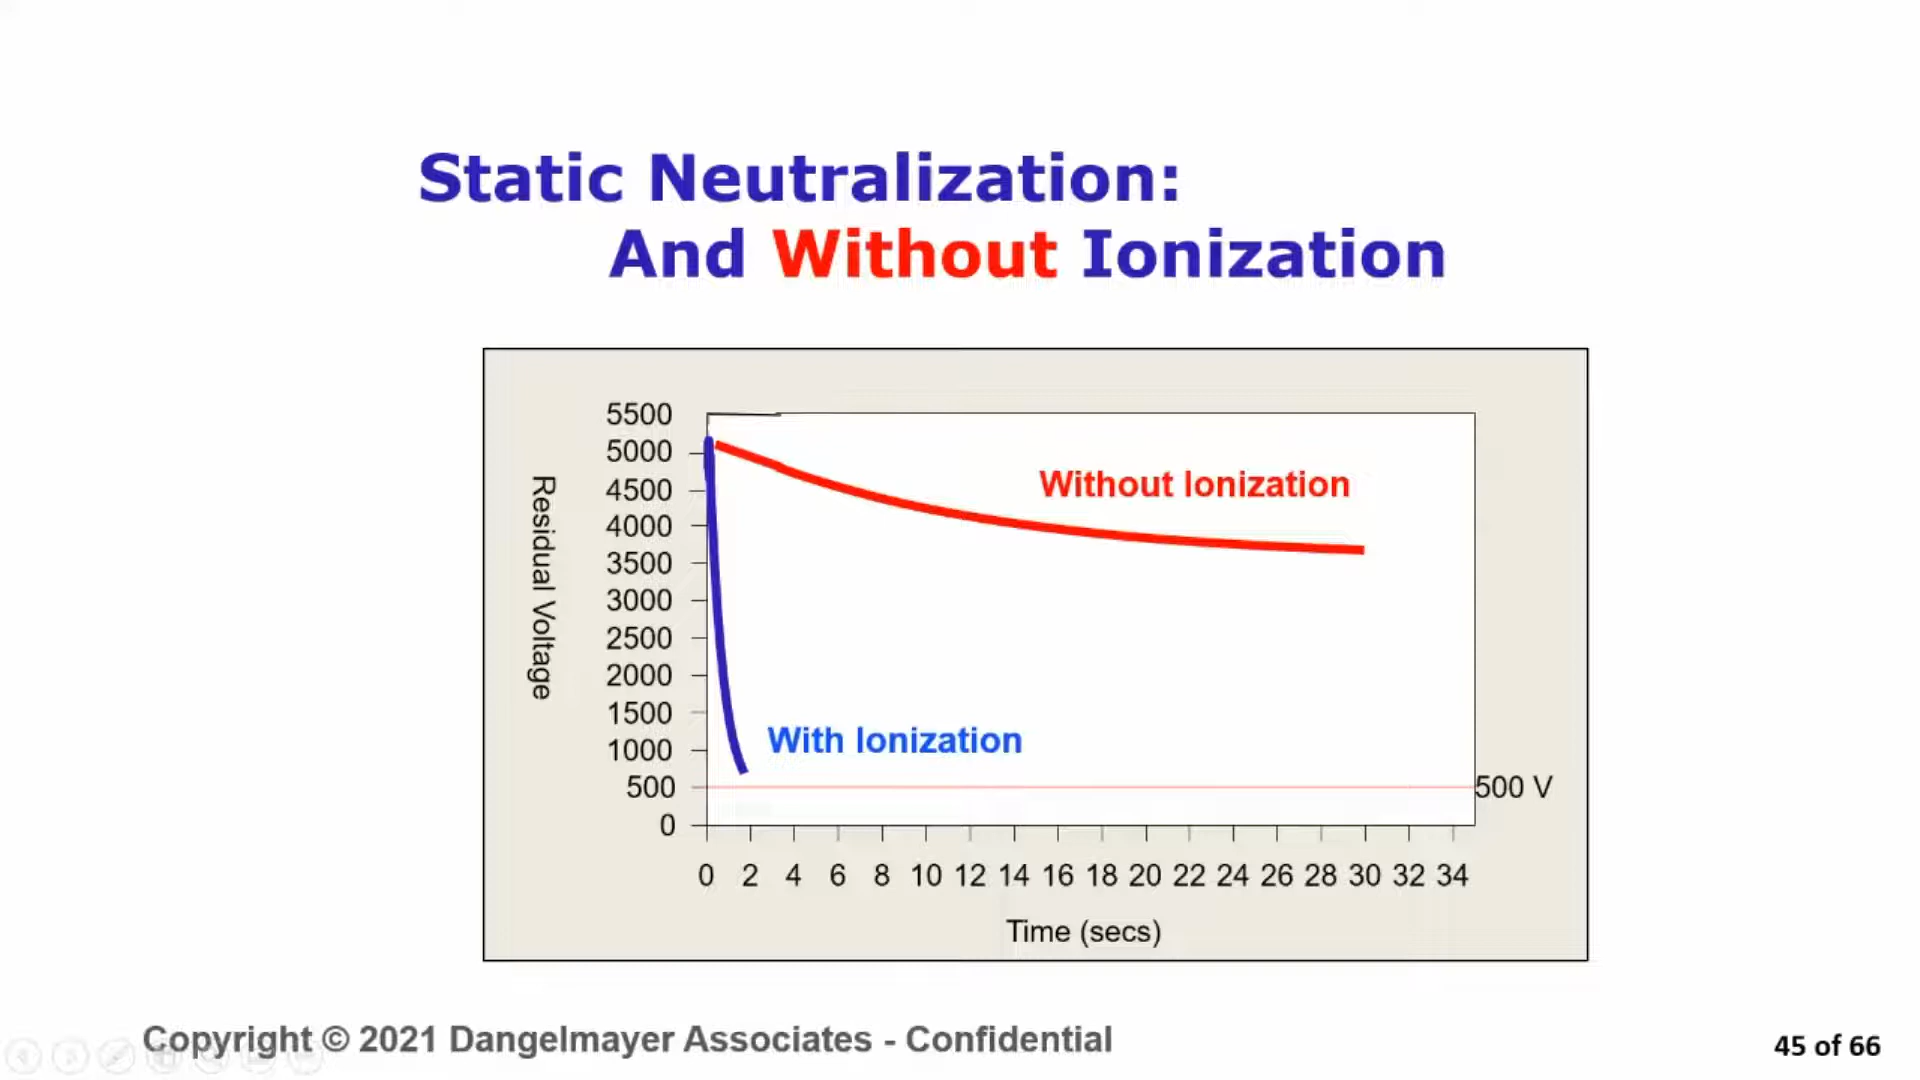 Static Neutralization:
And Without Ionization
5500
5000
4500
4000
3500
3000
2500
2000
1500
1000
500
0
Residual Voltage
Without Ionization
With Ionization
500 V
0 2 4 6 8 10 12 14 16 18 20 22 24 26 28 30 32 34
Time (secs)
Copyright © 2021 Dangelmayer Associates - Confidential
45 of 66